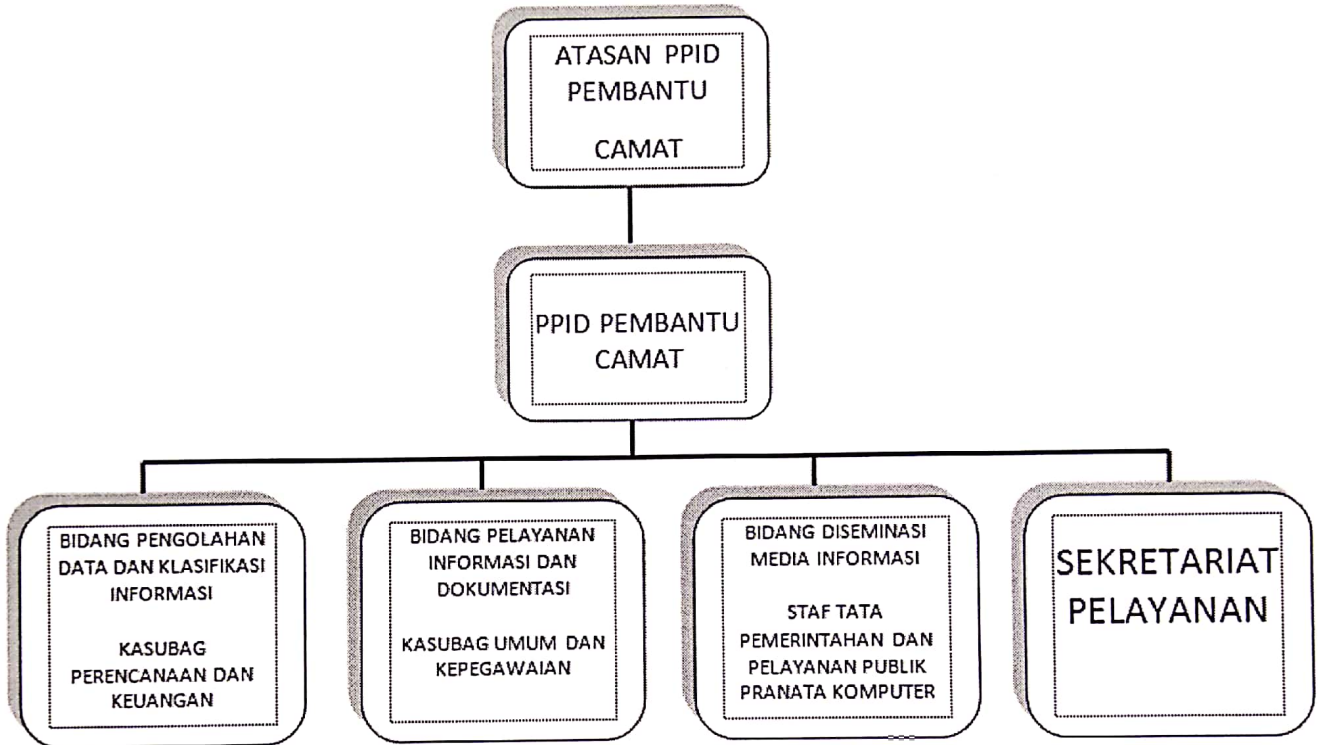 ATASAN PPID
PEMBANTU
CAMAT
PPID PEMBANTU
CAMAT
BIDANG PENGOLAHAN
DATA DAN KLASIFIKASI
INFORMASI
KASUBAG
PERENCANAAN DAN
KEUANGAN
BIDANG PELAYANAN
INFORMASI DAN
DOKUMENTASI
KASUBAG UMUM DAN
KEPEGAWAIAN
BIDANG DISEMINASI
MEDIA INFORMASI
STAF TATA
PEMERINTAHAN DAN
PELAYANAN PUBLIK
PRANATA KOMPUTER
SEKRETARIAT
PELAYANAN